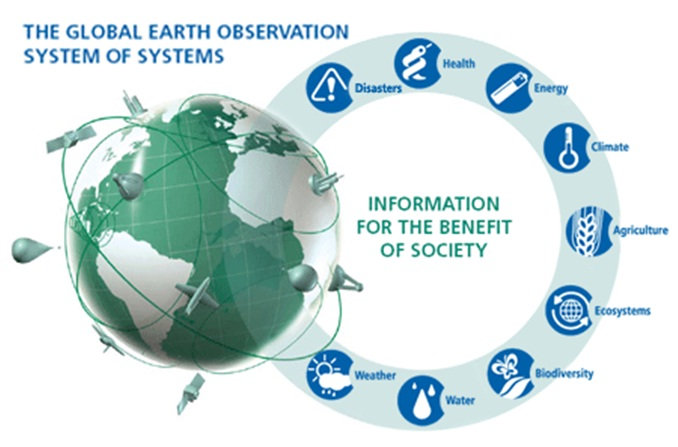 THE GLOBAL EARTH OBSERVATION
SYSTEM OF SYSTEMS
Disasters
Health
Energy
Climate
Agriculture
Ecosystems
Biodiversity
Water
Weather
INFORMATION
FOR THE BENEFIT
OF SOCIETY